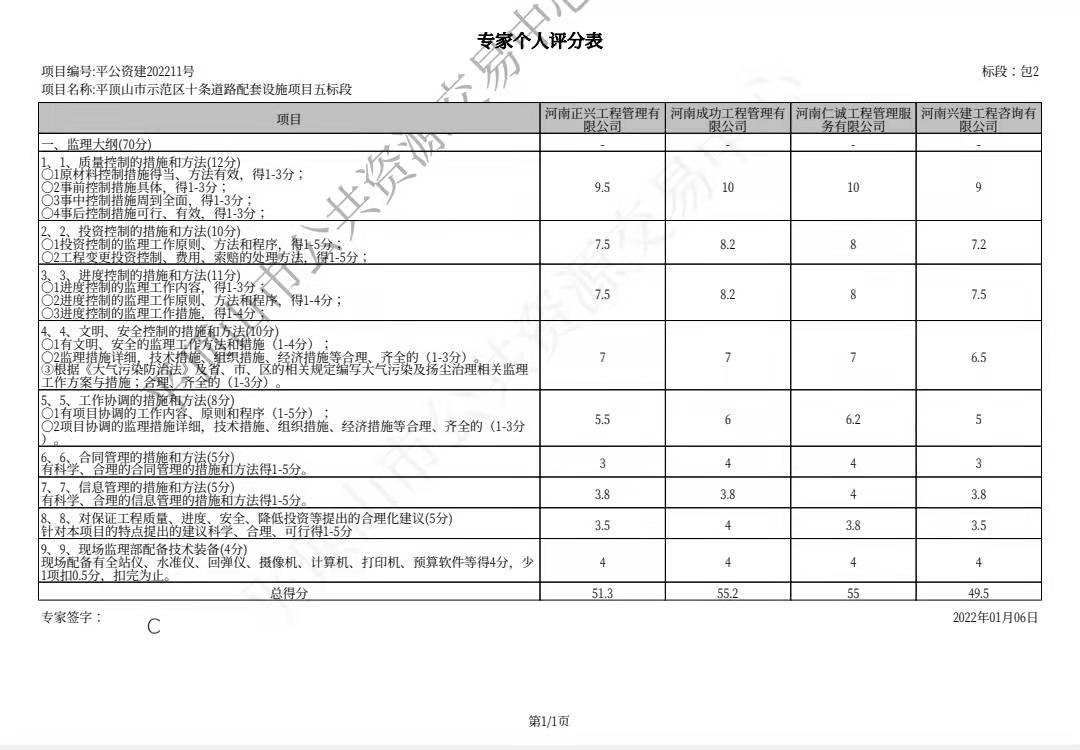 专家个人评分表
项目编号:平公资建202211号
标段：包2
项目名称:平顶山市示范区十条道路配套设施项目五标段
项目 河南正兴工程管理有限公司 河南成功工程管理有限公司 河南仁诚工程管理服务有限公司 河南兴建工程咨询有限公司
一、监理大纲(70分) - - - -
1、1、质量控制的措施和方法(12分)
○1原材料控制措施得当、方法有效，得1-3分；
○2事前控制措施具体，得1-3分；
○3事中控制措施周到全面，得1-3分；
○4事后控制措施可行、有效，得1-3分；
9.5 10 10 9
2、2、投资控制的措施和方法(10分)
○1投资控制的监理工作原则、方法和程序，得1-5分；
○2工程变更投资控制、费用、索赔的处理方法，得1-5分；
7.5 8.2 8 7.2
3、3、进度控制的措施和方法(11分)
○1进度控制的监理工作内容，得1-3分；
○2进度控制的监理工作原则、方法和程序，得1-4分；
○3进度控制的监理工作措施，得1-4分；
7.5 8.2 8 7.5
4、4、文明、安全控制的措施和方法(10分)
○1有文明、安全的监理工作方法和措施（1-4分）；
○2监理措施详细，技术措施、组织措施、经济措施等合理、齐全的（1-3分）。
③根据《大气污染防治法》及省、市、区的相关规定编写大气污染及扬尘治理相关监理
工作方案与措施；合理、齐全的（1-3分）。
7 7 7 6.5
5、5、工作协调的措施和方法(8分)
○1有项目协调的工作内容、原则和程序（1-5分）；
○2项目协调的监理措施详细，技术措施、组织措施、经济措施等合理、齐全的（1-3分
）。
5.5 6 6.2 5
6、6、合同管理的措施和方法(5分)
有科学、合理的合同管理的措施和方法得1-5分。
3 4 4 3
7、7、信息管理的措施和方法(5分)
有科学、合理的信息管理的措施和方法得1-5分。
3.8 3.8 4 3.8
8、8、对保证工程质量、进度、安全、降低投资等提出的合理化建议(5分)
针对本项目的特点提出的建议科学、合理、可行得1-5分
3.5 4 3.8 3.5
9、9、现场监理部配备技术装备(4分)
现场配备有全站仪、水准仪、回弹仪、摄像机、计算机、打印机、预算软件等得4分，少
1项扣0.5分，扣完为止。
4 4 4 4
总得分 51.3 55.2 55 49.5
专家签字：
C
2022年01月06日
第1/1页
平顶山市公共资源交易中心
平顶山市公共资源交易中心